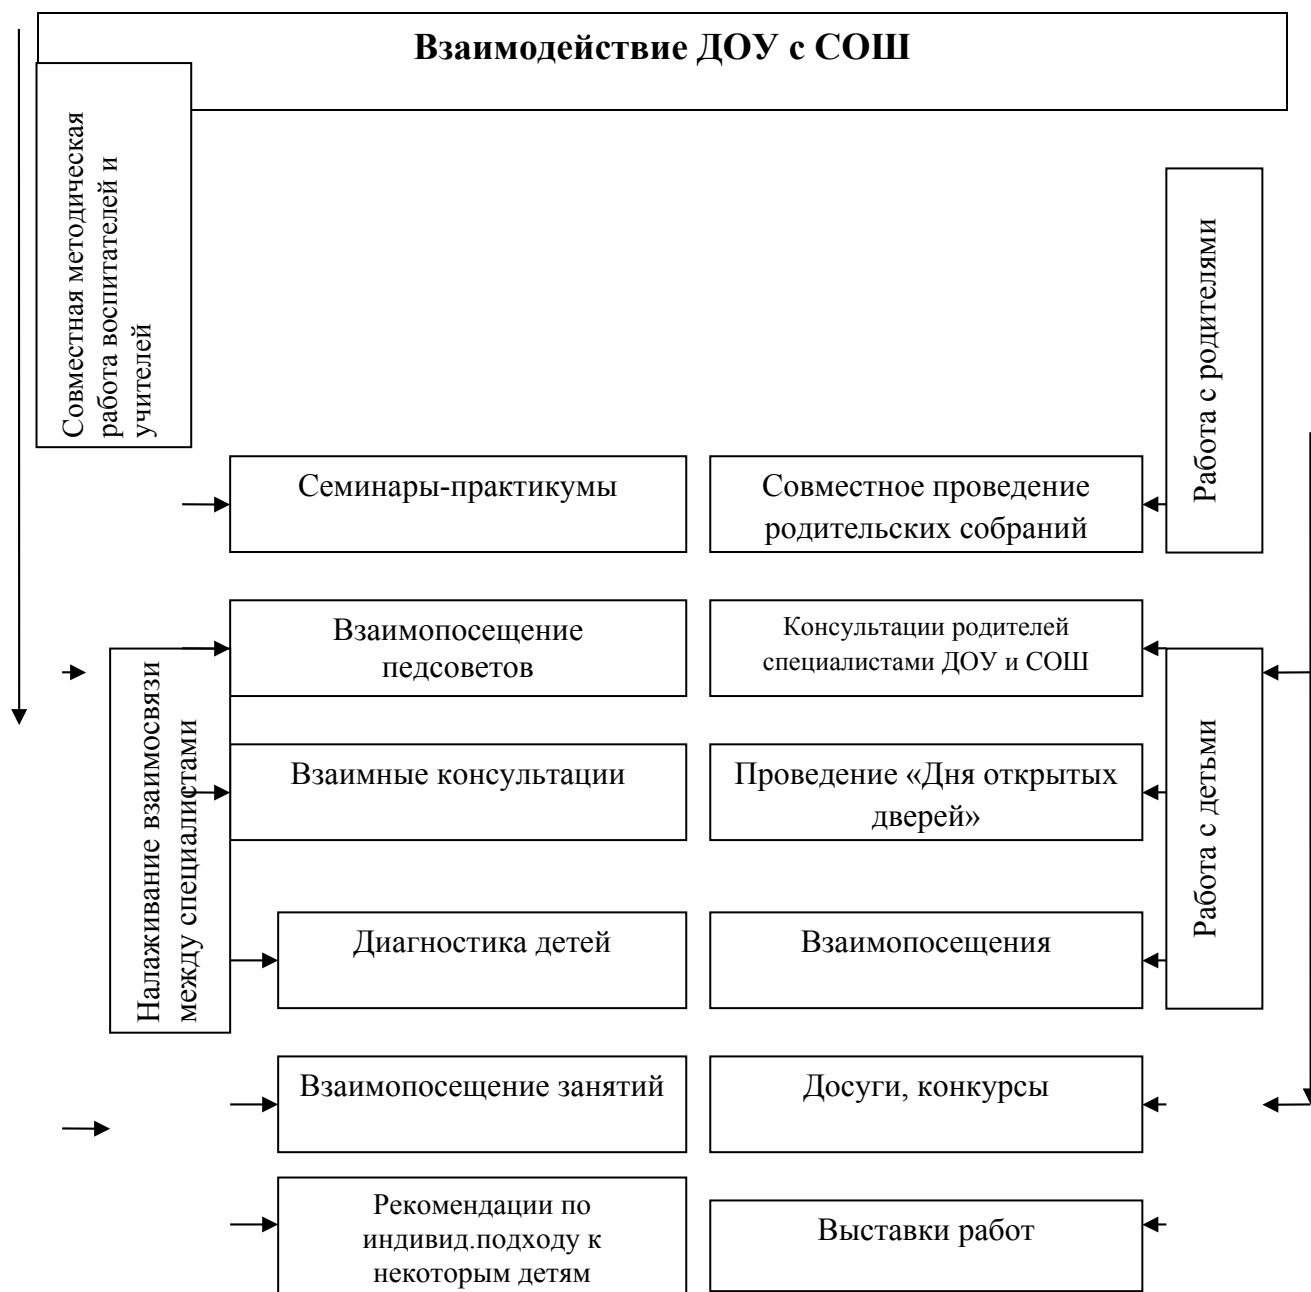 Взаимодействие ДОУ с СОШ
Совместная методическая
работа воспитателей и
учителей
Работа с родителями
Семинары-практикумы
Совместное проведение
родительских собраний
Взаимопосещение
педсоветов
Консультации родителей
специалистами ДОУ и СОШ
Налаживание взаимосвязи
между специалистами
Взаимные консультации
Проведение «Дня открытых
дверей»
Работа с детьми
Диагностика детей
Взаимопосещения
Взаимопосещение занятий
Досуги, конкурсы
Рекомендации по
индивид.подходу к
некоторым детям
Выставки работ